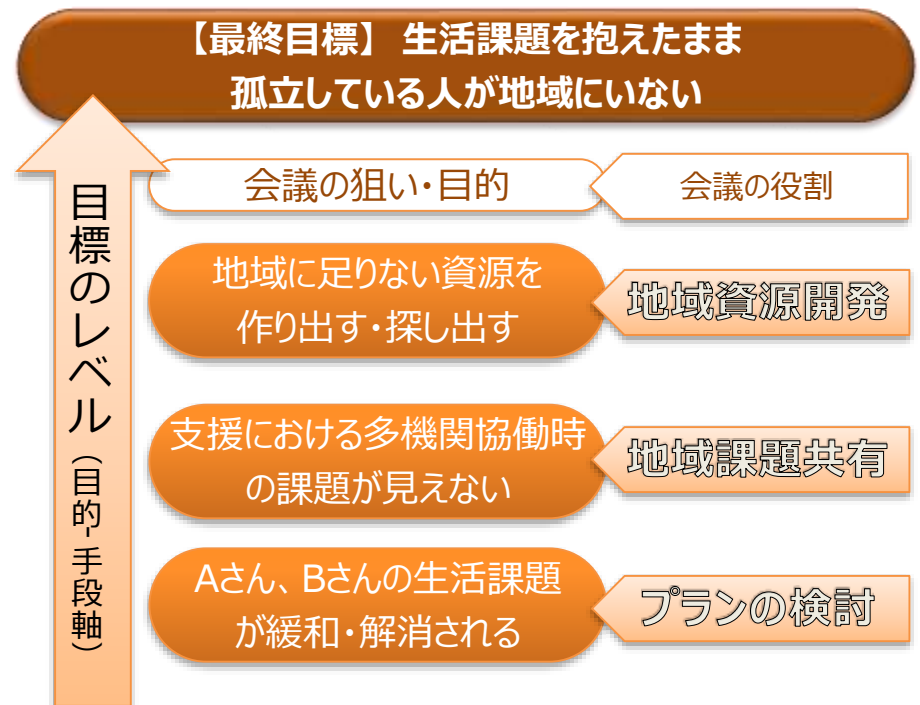 【最終目標】 生活課題を抱えたまま
孤立している人が地域にいない
目標のレベル（目的-手段軸）
会議の狙い・目的
会議の役割
地域に足りない資源を
作り出す・探し出す
地域資源開発
支援における多機関協働時
の課題が見えない
地域課題共有
Aさん、Bさんの生活課題
が緩和・解消される
プランの検討